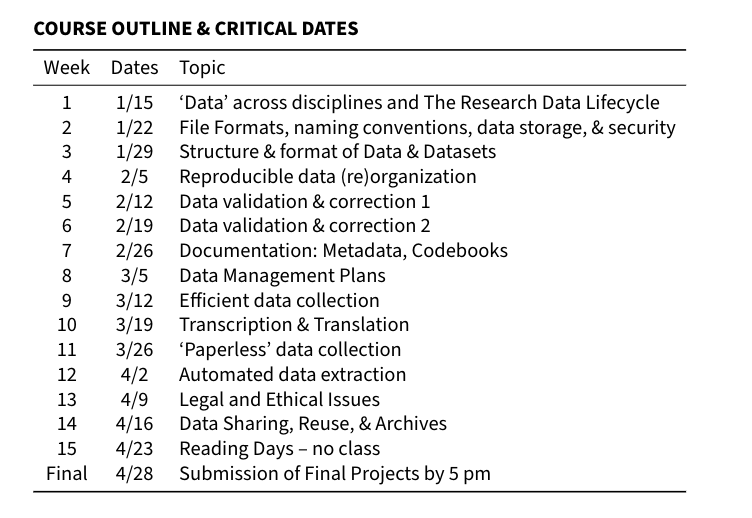 COURSE OUTLINE & CRITICAL DATES
Week Dates Topic
1 1/15 ‘Data’ across disciplines and The Research Data Lifecycle
2 1/22 File Formats, naming conventions, data storage, & security
3 1/29 Structure & format of Data & Datasets
4 2/5 Reproducible data (re)organization
5 2/12 Data validation & correction 1
6 2/19 Data validation & correction 2
7 2/26 Documentation: Metadata, Codebooks
8 3/5 Data Management Plans
9 3/12 Efficient data collection
10 3/19 Transcription & Translation
11 3/26 ‘Paperless’ data collection
12 4/2 Automated data extraction
13 4/9 Legal and Ethical Issues
14 4/16 Data Sharing, Reuse, & Archives
15 4/23 Reading Days – no class
Final 4/28 Submission of Final Projects by 5 pm